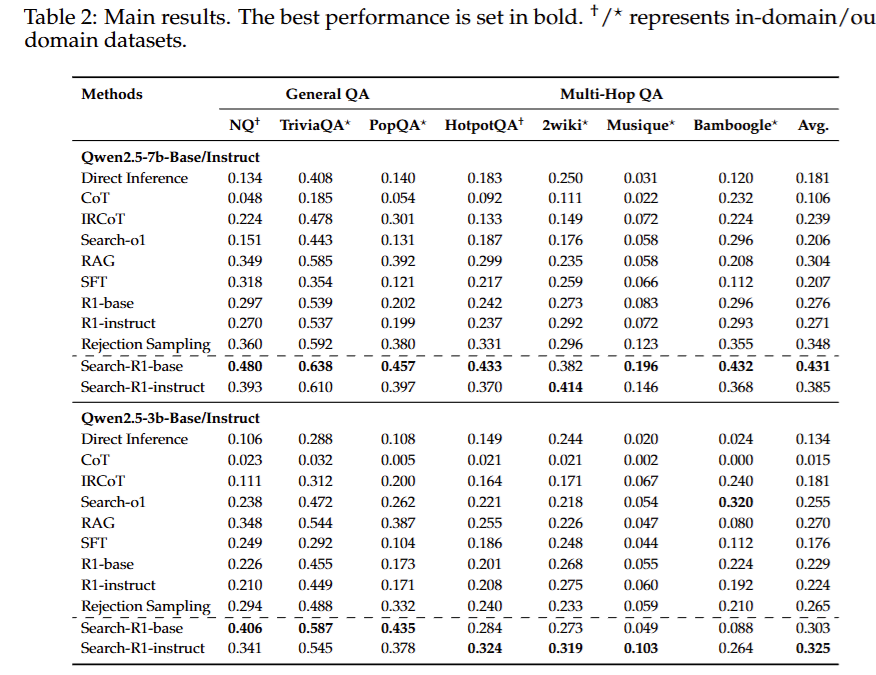 Table 2: Main results. The best performance is set in bold. †/⋆ represents in-domain/ou
domain datasets.
Methods General QA Multi-Hop QA
NQ† TriviaQA⋆ PopQA⋆ HotpotQA† 2wiki⋆ Musique⋆ Bamboogle⋆ Avg.
Qwen2.5-7b-Base/Instruct
Direct Inference 0.134 0.408 0.140 0.183 0.250 0.031 0.120 0.181
CoT 0.048 0.185 0.054 0.092 0.111 0.022 0.232 0.106
IRCoT 0.224 0.478 0.301 0.133 0.149 0.072 0.224 0.239
Search-o1 0.151 0.443 0.131 0.187 0.176 0.058 0.296 0.206
RAG 0.349 0.585 0.392 0.299 0.235 0.058 0.208 0.304
SFT 0.318 0.354 0.121 0.217 0.259 0.066 0.112 0.207
R1-base 0.297 0.539 0.202 0.242 0.273 0.083 0.296 0.276
R1-instruct 0.270 0.537 0.199 0.237 0.292 0.072 0.293 0.271
Rejection Sampling 0.360 0.592 0.380 0.331 0.296 0.123 0.355 0.348
Search-R1-base 0.480 0.638 0.457 0.433 0.382 0.196 0.432 0.431
Search-R1-instruct 0.393 0.610 0.397 0.370 0.414 0.146 0.368 0.385
Qwen2.5-3b-Base/Instruct
Direct Inference 0.106 0.288 0.108 0.149 0.244 0.020 0.024 0.134
CoT 0.023 0.032 0.005 0.021 0.021 0.002 0.000 0.015
IRCoT 0.111 0.312 0.200 0.164 0.171 0.067 0.240 0.181
Search-o1 0.238 0.472 0.262 0.221 0.218 0.054 0.320 0.255
RAG 0.348 0.544 0.387 0.255 0.226 0.047 0.080 0.270
SFT 0.249 0.292 0.104 0.186 0.248 0.044 0.112 0.176
R1-base 0.226 0.455 0.173 0.201 0.268 0.055 0.224 0.229
R1-instruct 0.210 0.449 0.171 0.208 0.275 0.060 0.192 0.224
Rejection Sampling 0.294 0.488 0.332 0.240 0.233 0.059 0.210 0.265
Search-R1-base 0.406 0.587 0.435 0.284 0.273 0.049 0.088 0.303
Search-R1-instruct 0.341 0.545 0.378 0.324 0.319 0.103 0.264 0.325